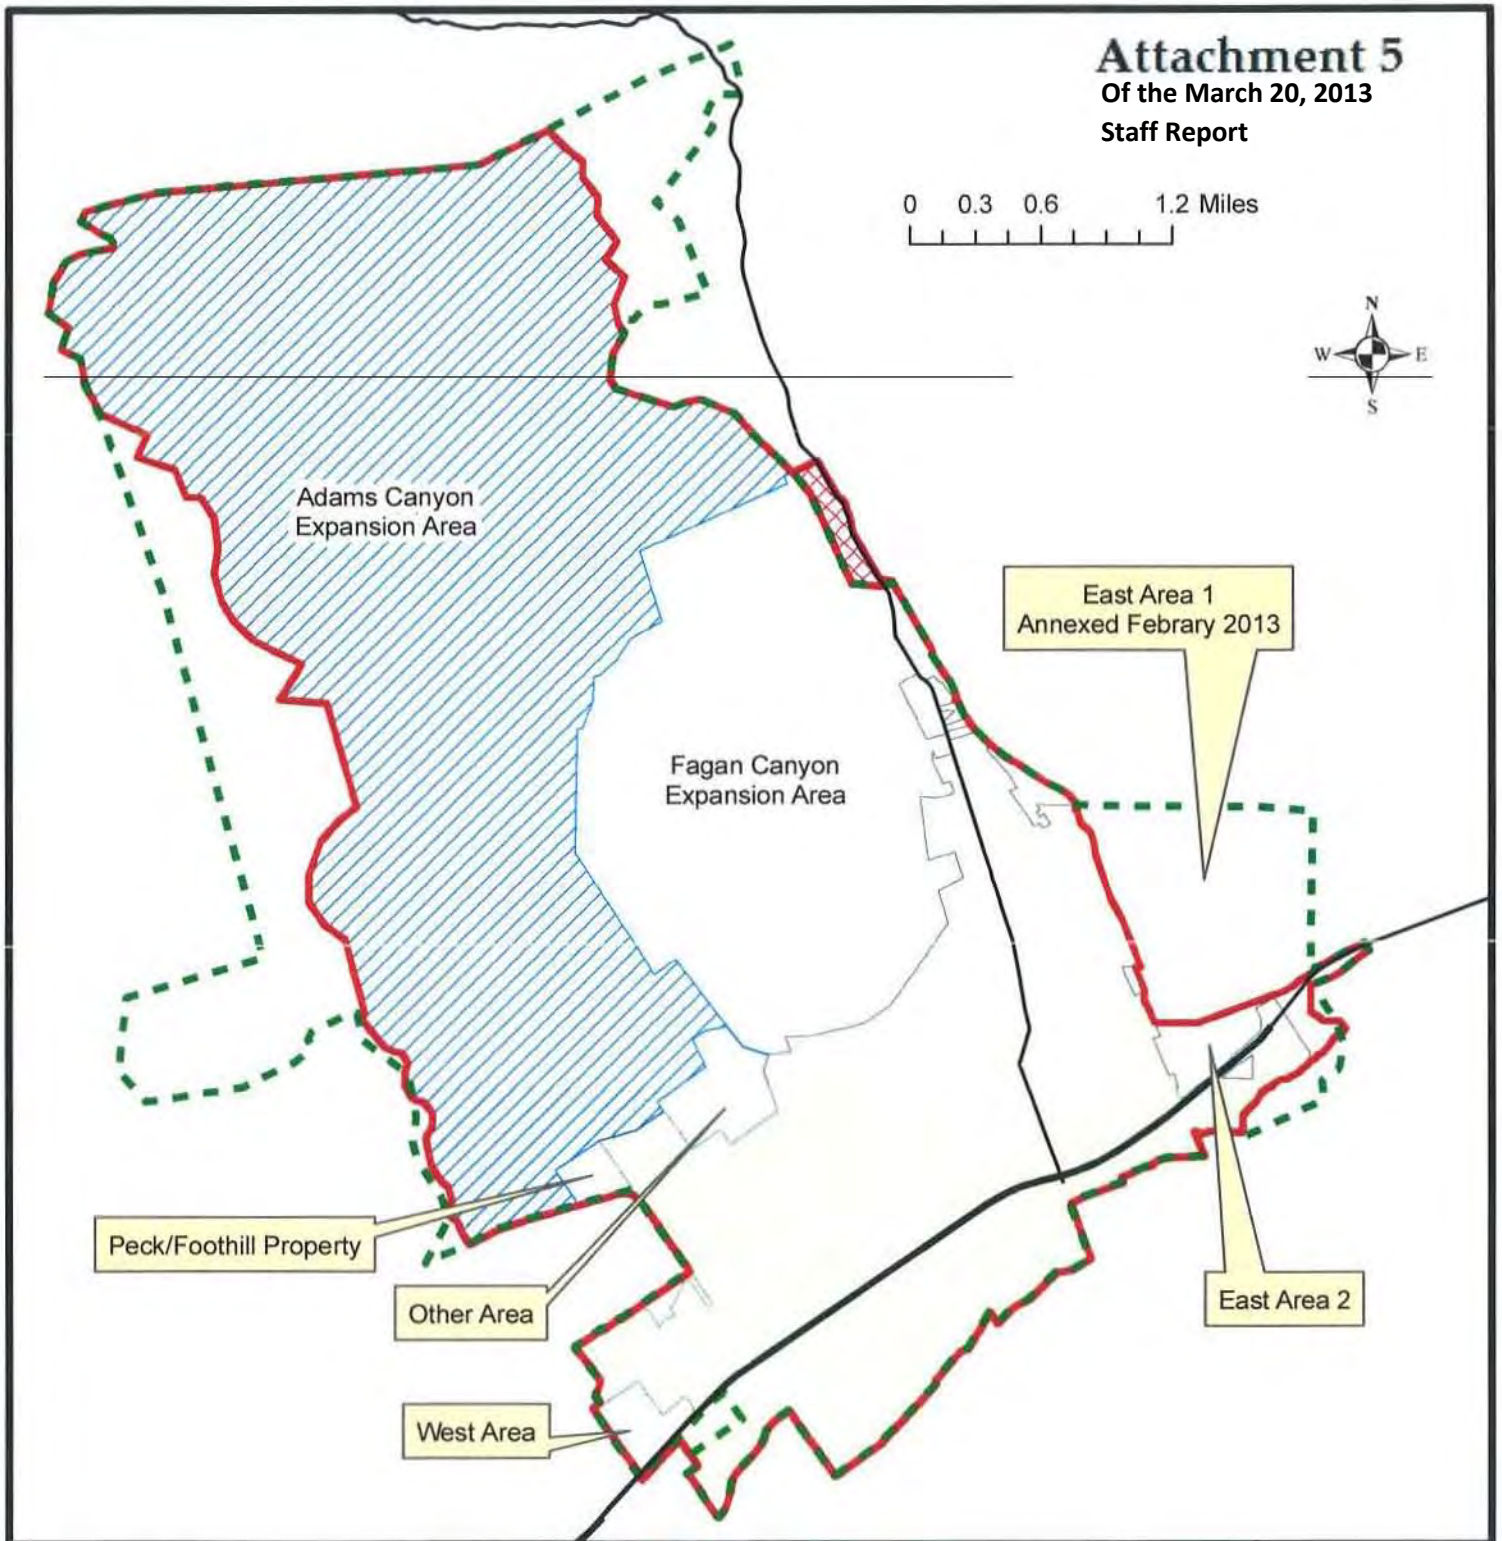 Attachment 5
Of the March 20, 2013
Staff Report
0 0.3 0.6 1.2 Miles
N
W E
S
Adams Canyon
Expansion Area
East Area 1
Annexed Febrary 2013
Fagan Canyon
Expansion Area
Peck/Foothill Property
Other Area
East Area 2
West Area